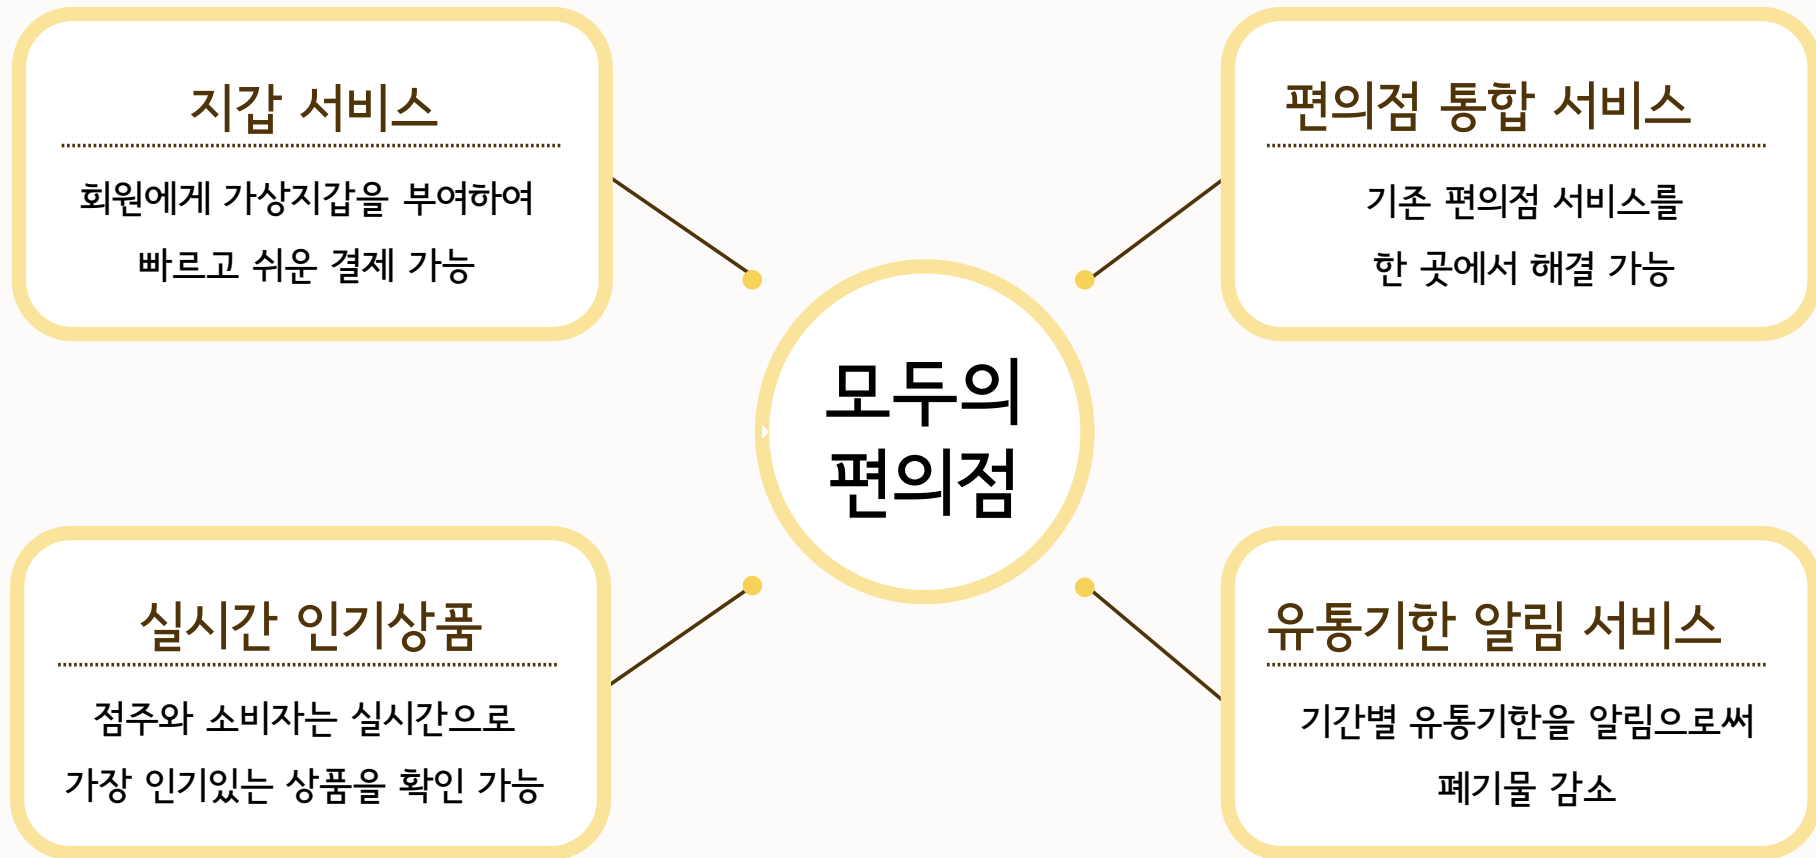 지갑 서비스
회원에게 가상지갑을 부여하여
빠르고 쉬운 결제 가능
편의점 통합 서비스
기존 편의점 서비스를
한 곳에서 해결 가능
모두의
편의점
실시간 인기상품
점주와 소비자는 실시간으로
가장 인기있는 상품을 확인 가능
유통기한 알림 서비스
기간별 유통기한을 알림으로써
폐기물 감소